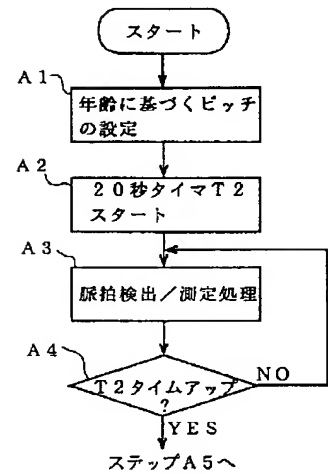 スタート
A1
年齢に基づくピッチ
の設定
A2
20秒タイマT2
スタート
A3
脈拍検出/測定処理
A4
T2タイムアップ
?
NO
YES
ステップA5へ